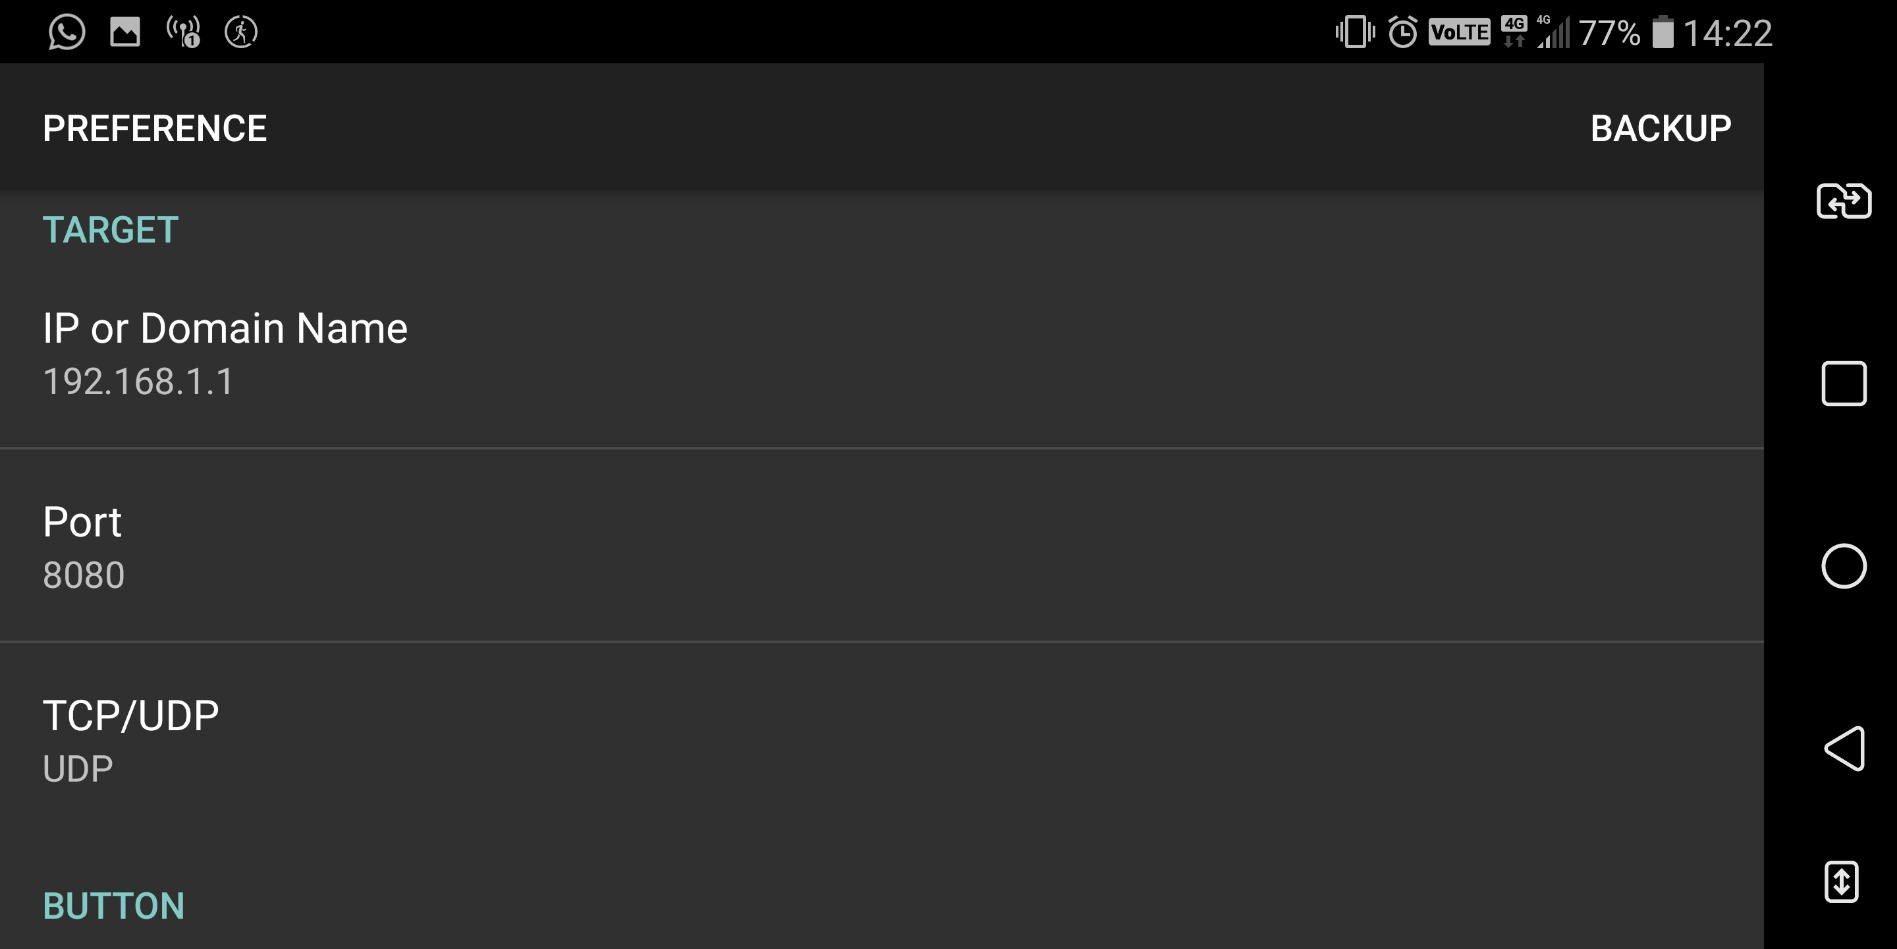 1 VoLTE 4G 4G 77% 14:22
PREFERENCE BACKUP
TARGET
IP or Domain Name
192.168.1.1
Port
8080
TCP/UDP
UDP
BUTTON